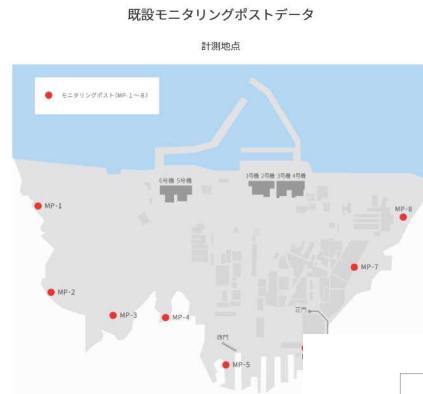 既設モニタリングポストデータ
計測地点
モニタリングポスト(MP-1～8)
6号機 5号機
1号機 2号機 3号機 4号機
MP-8
MP-1
MP-7
MP-2
正門
MP-3
MP-4
西門
MP-5